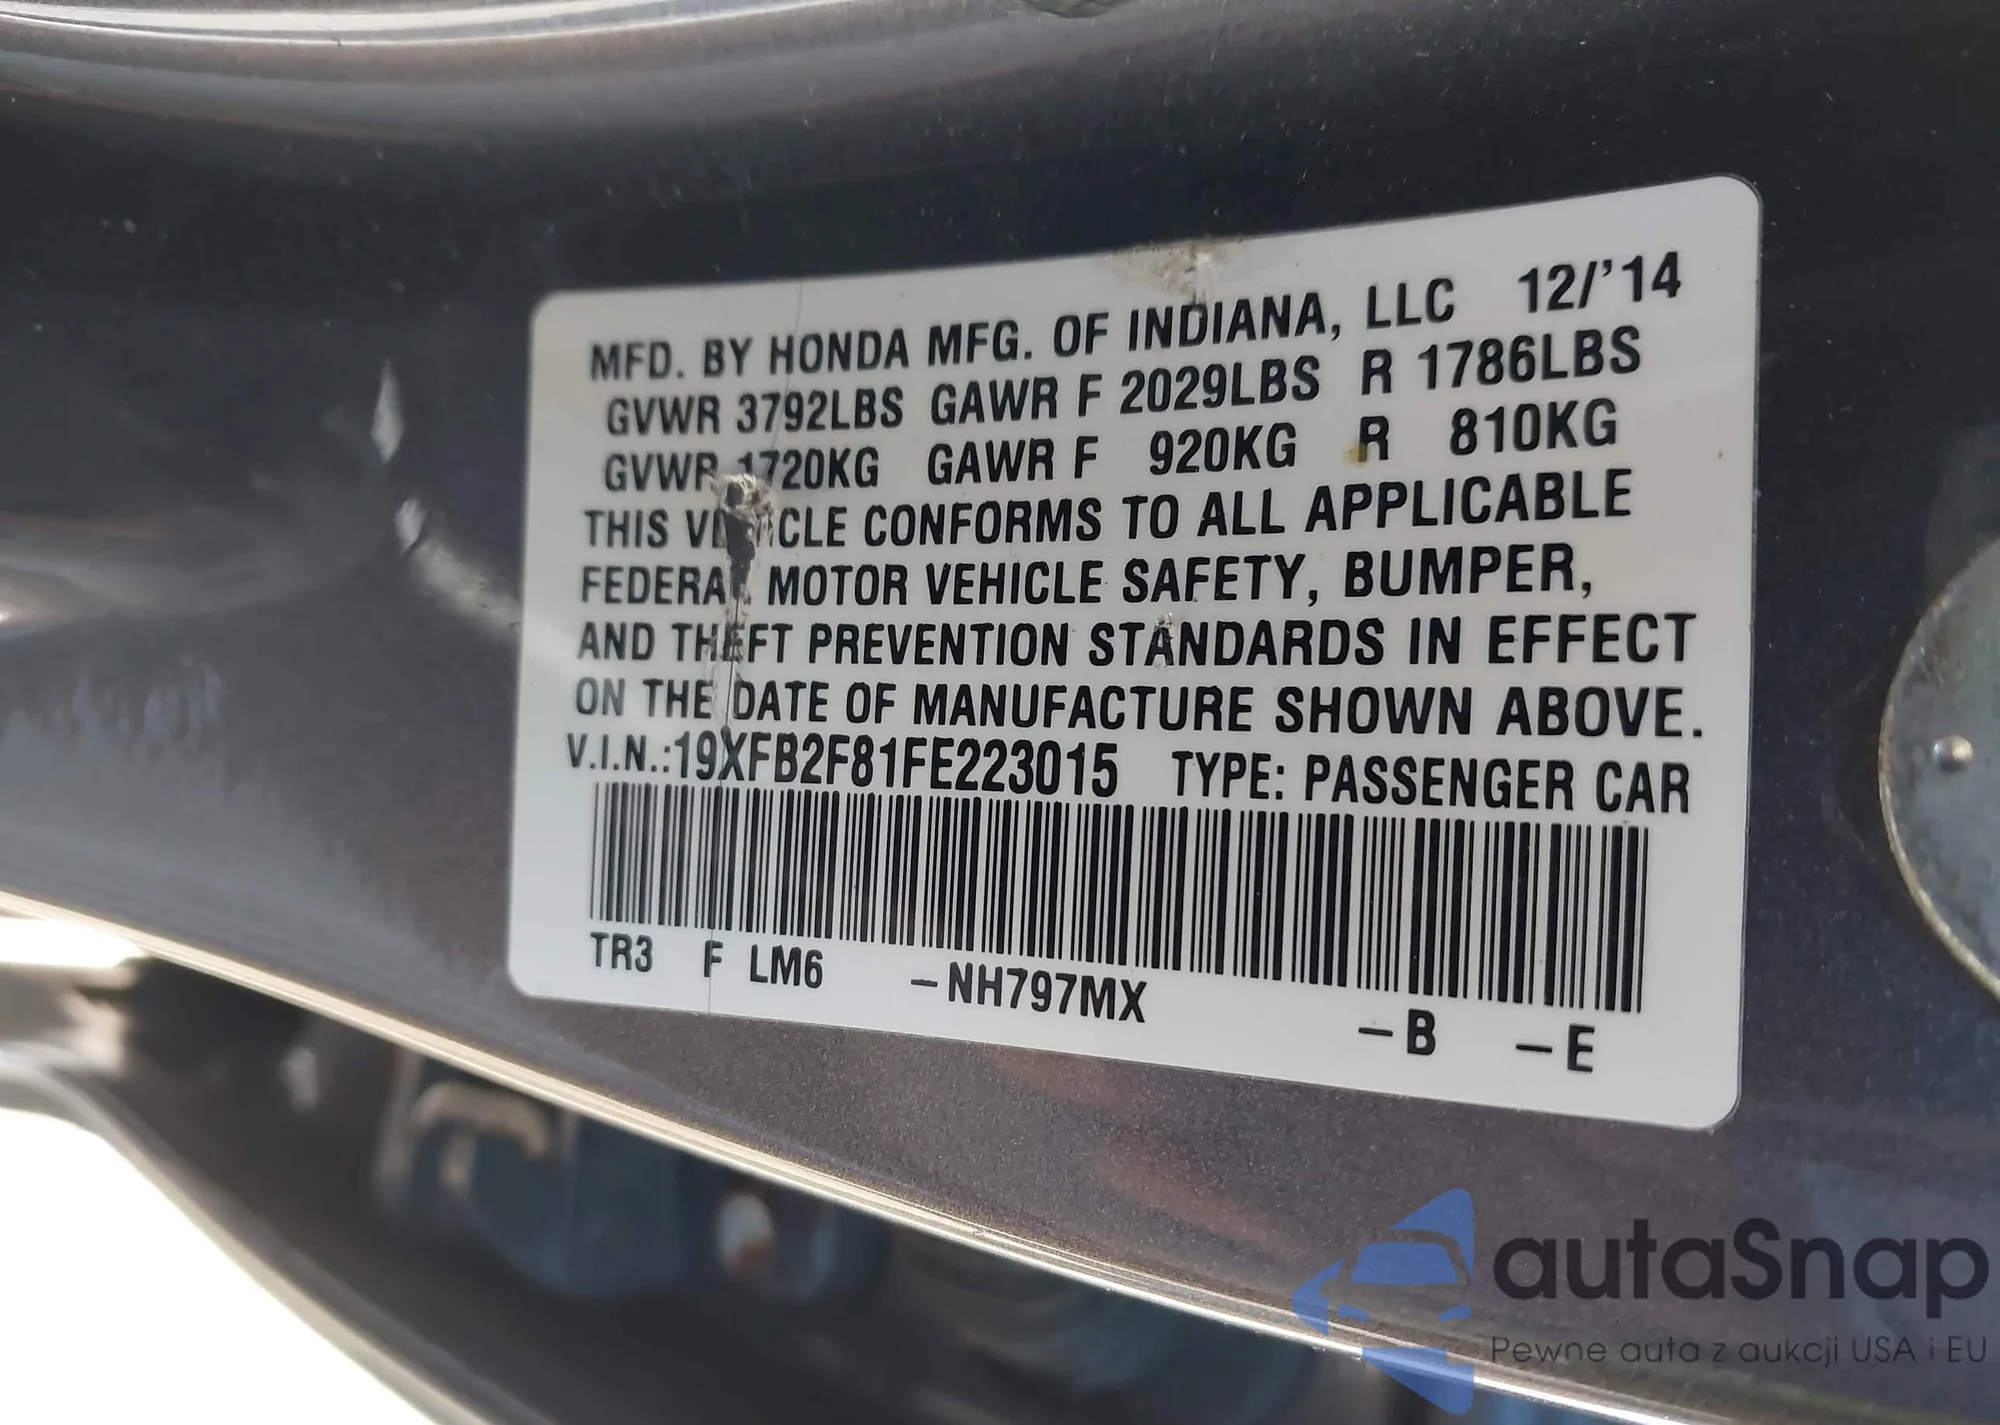 MFD. BY HONDA MFG. OF INDIANA, LLC 12/'14
GVWR 3792LBS GAWR F 2029LBS R 1786LBS
GVWR 1720KG GAWR F 920KG R 810KG
THIS VEHICLE CONFORMS TO ALL APPLICABLE
FEDERAL MOTOR VEHICLE SAFETY, BUMPER,
AND THEFT PREVENTION STANDARDS IN EFFECT
ON THE DATE OF MANUFACTURE SHOWN ABOVE.
V.I.N.:19XFB2F81FE223015 TYPE: PASSENGER CAR
TR3 F LM6 -NH797MX -B -E
autaSnap
Pewne auta z aukcji USA i EU